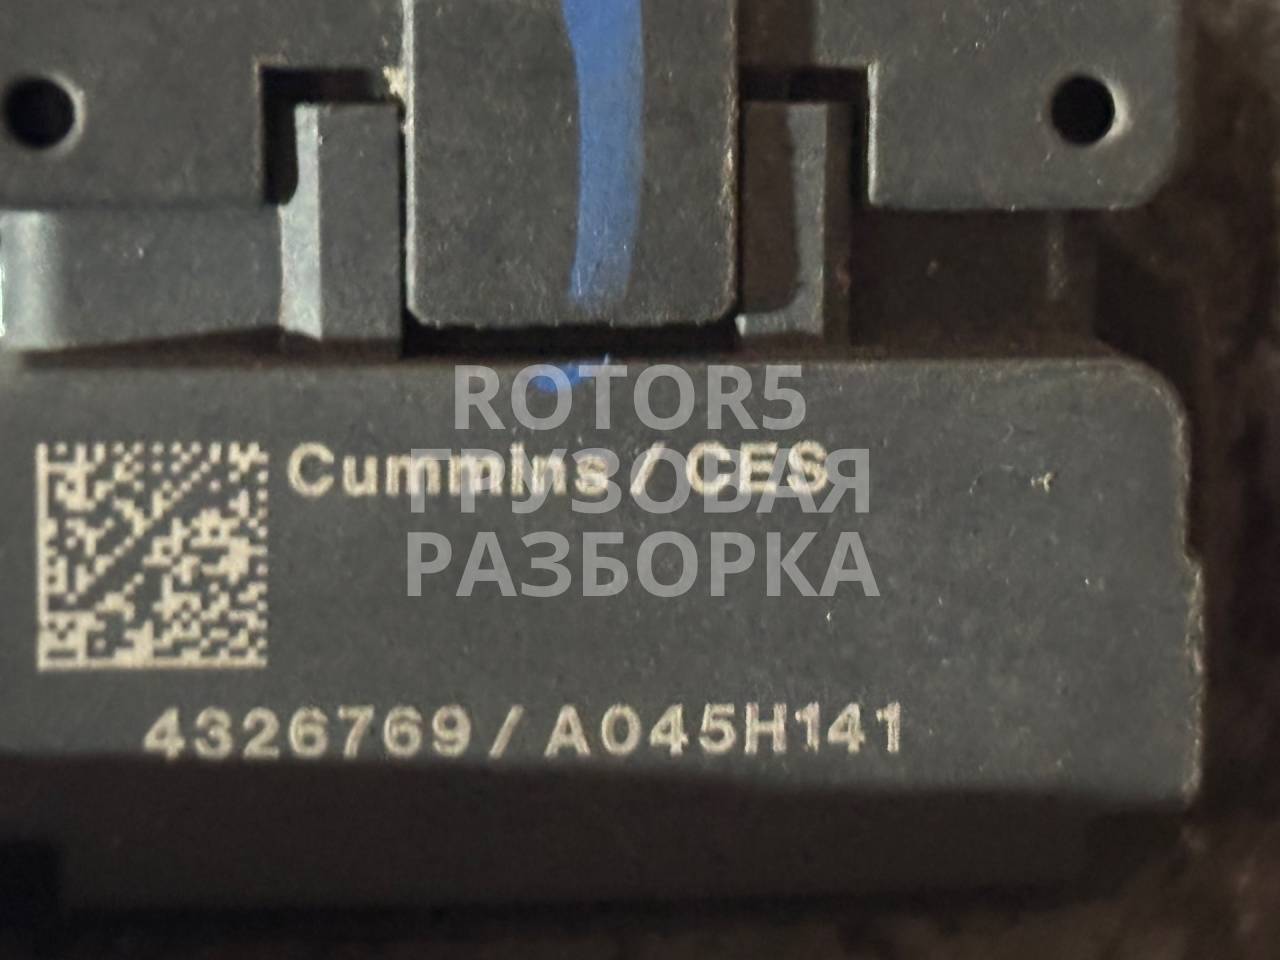 ROTOR5
Cummins / CES
ГРУЗОВАЯ
РАЗБОРКА
4326769 / A045H141